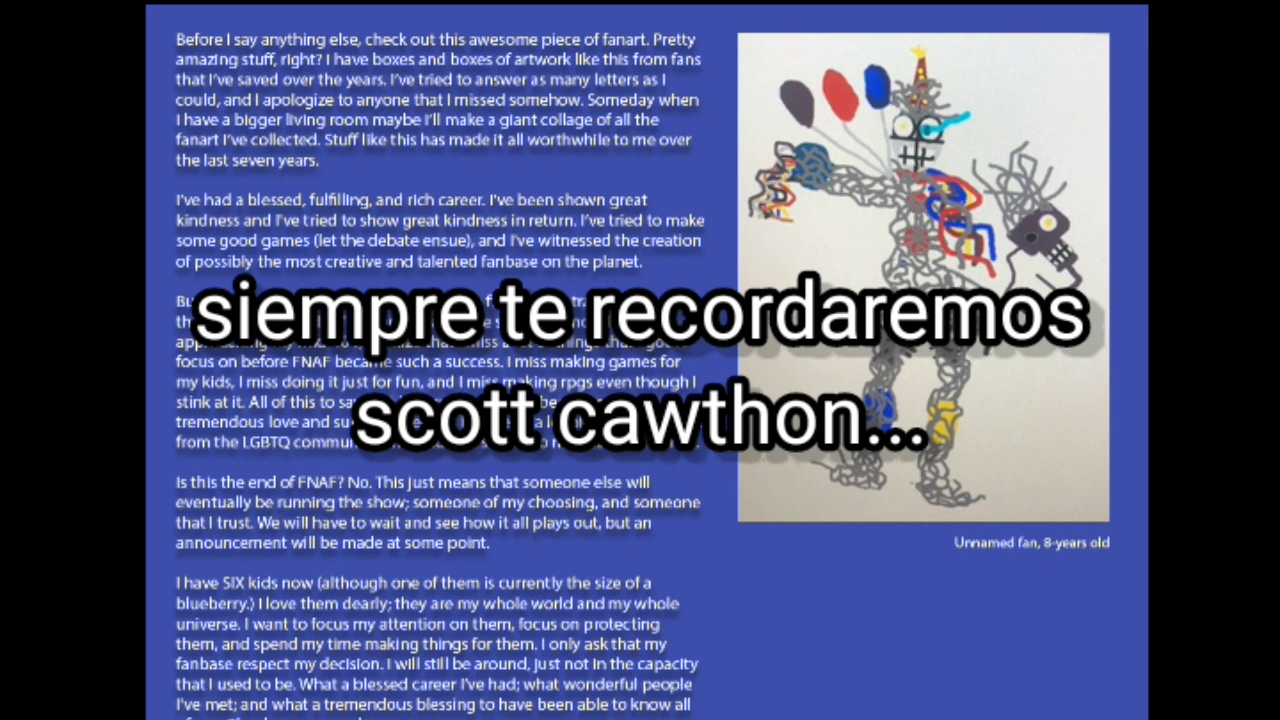 Before I say anything else, check out this awesome piece of fanart. Pretty
amazing stuff, right? I have boxes and boxes of artwork like this from fans
that I've saved over the years. I've tried to answer as many letters as I
could, and I apologize to anyone that I missed somehow. Someday when
I have a bigger living room maybe I'll make a giant collage of all the
fanart I've collected. Stuff like this has made it all worthwhile to me over
the last seven years.
I've had a blessed, fulfilling, and rich career. I've been shown great
kindness and I've tried to show great kindness in return. I've tried to make
some good games (let the debate ensue), and I've witnessed the creation
of possibly the most creative and talented fanbase on the planet.
siempre te recordaremos
focus on before FNAF became such a success. I miss making games for
my kids, I miss doing it just for fun, and I miss making rpgs even though I
stink at it. All of this to
scott cawthon...
tremendous love and
from the LGBTQ
Is this the end of FNAF? No. This just means that someone else will
eventually be running the show; someone of my choosing, and someone
that I trust. We will have to wait and see how it all plays out, but an
announcement will be made at some point.
Unnamed fan, 8-years old
I have SIX kids now (although one of them is currently the size of a
blueberry.) I love them dearly; they are my whole world and my whole
universe. I want to focus my attention on them, focus on protecting
them, and spend my time making things for them. I only ask that my
fanbase respect my decision. I will still be around, just not in the capacity
that I used to be. What a blessed career I've had; what wonderful people
I've met; and what a tremendous blessing to have been able to know all